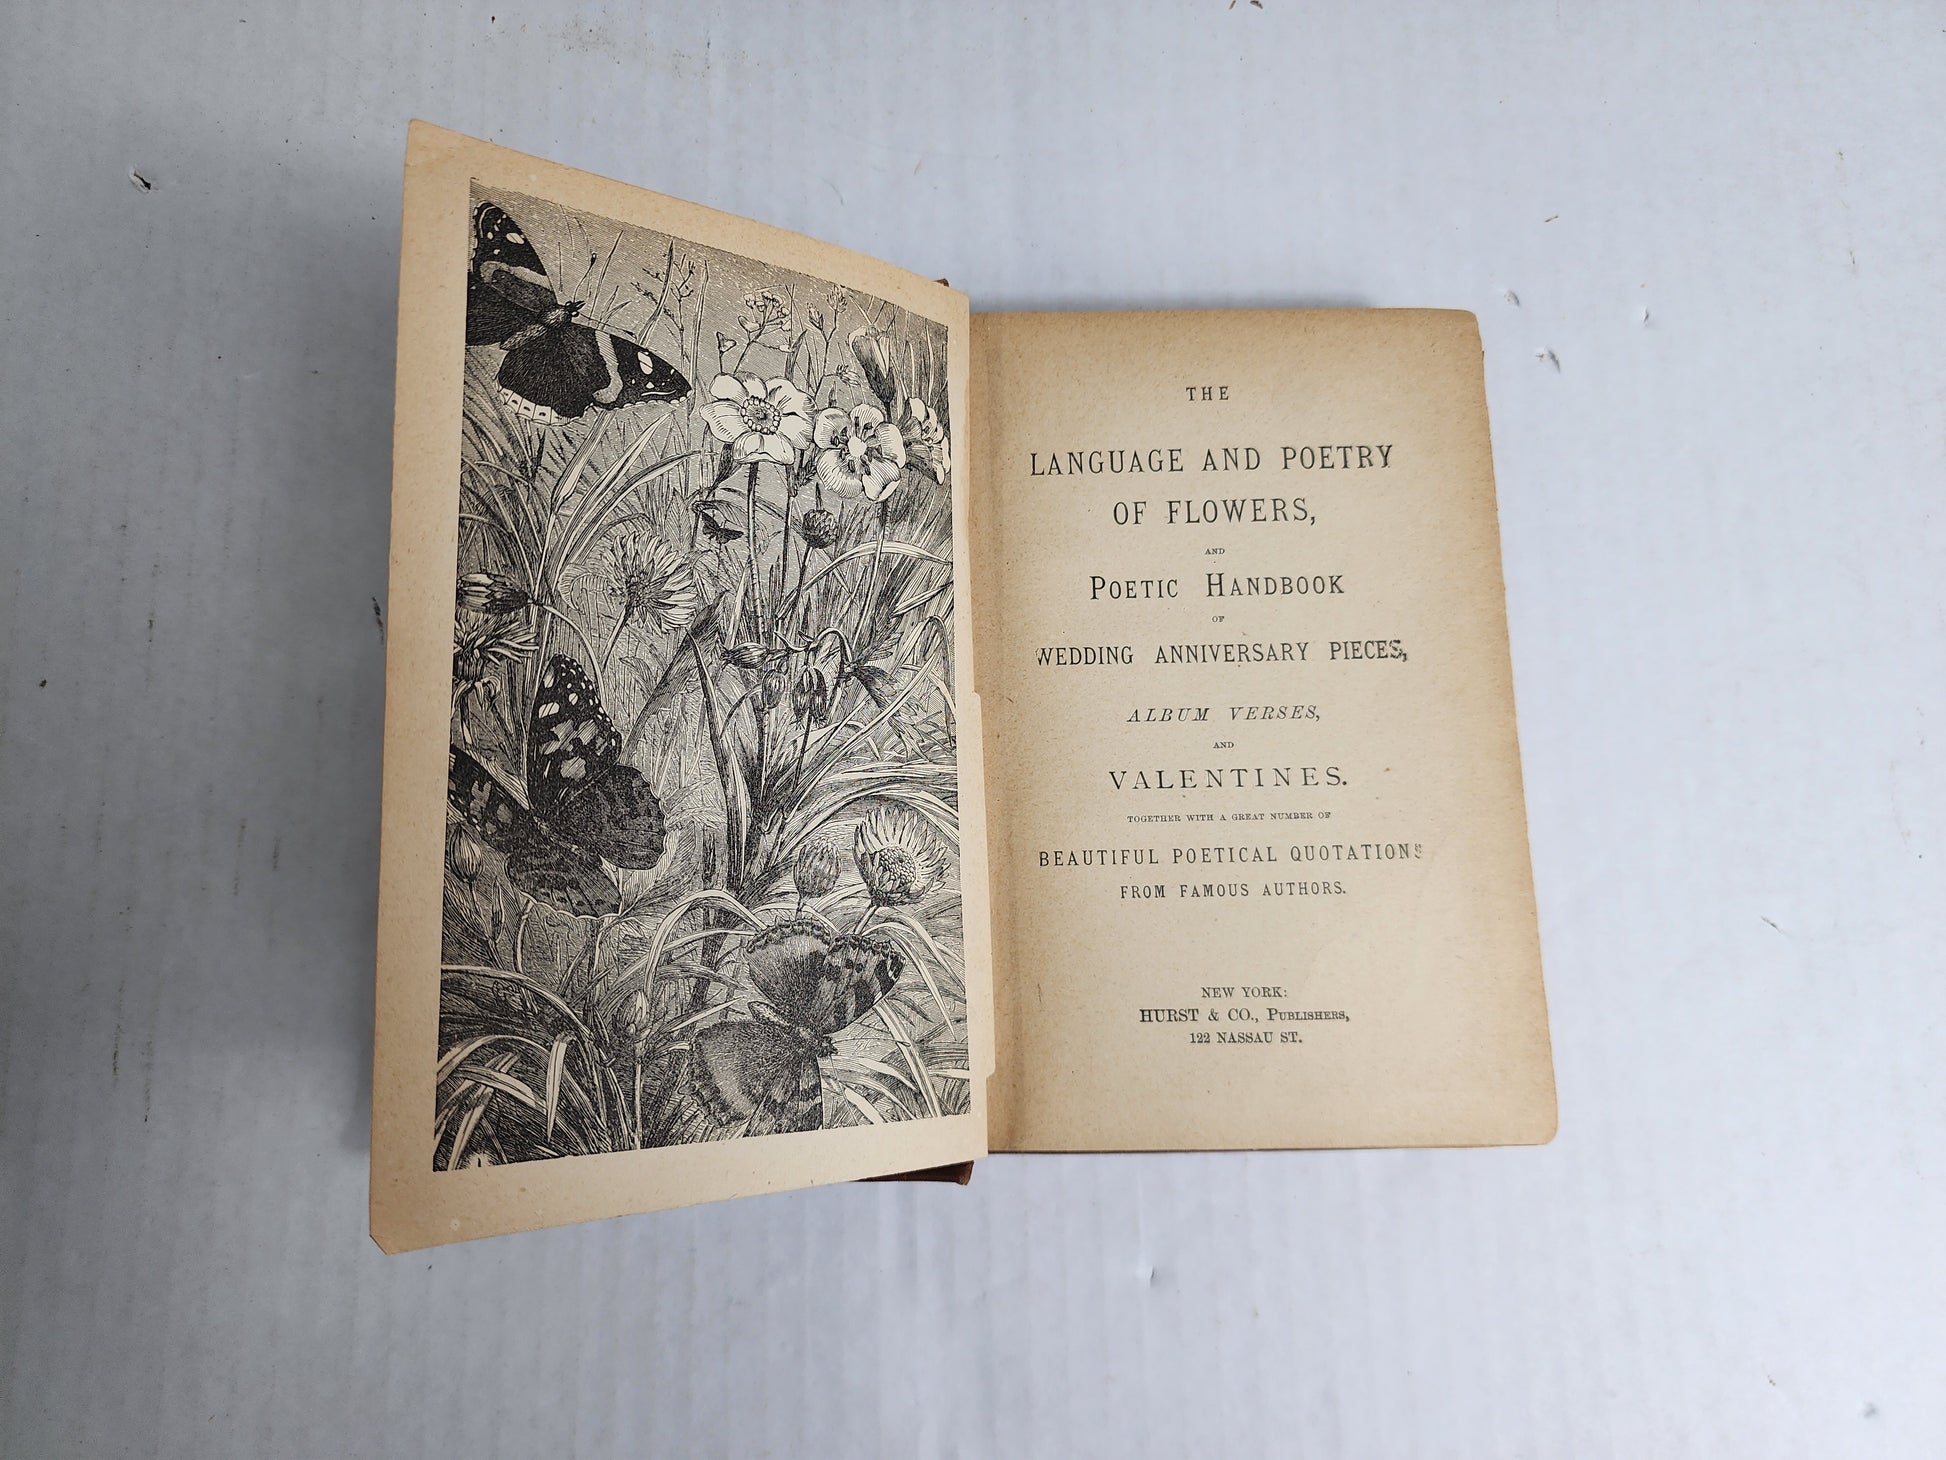 THE
LANGUAGE AND POETRY
OF FLOWERS,
AND
POETIC HANDBOOK
OF
WEDDING ANNIVERSARY PIECES,
ALBUM VERSES,
AND
VALENTINES.
TOGETHER WITH A GREAT NUMBER OF
BEAUTIFUL POETICAL QUOTATIONS
FROM FAMOUS AUTHORS.
NEW YORK:
HURST & CO., PUBLISHERS,
122 NASSAU ST.